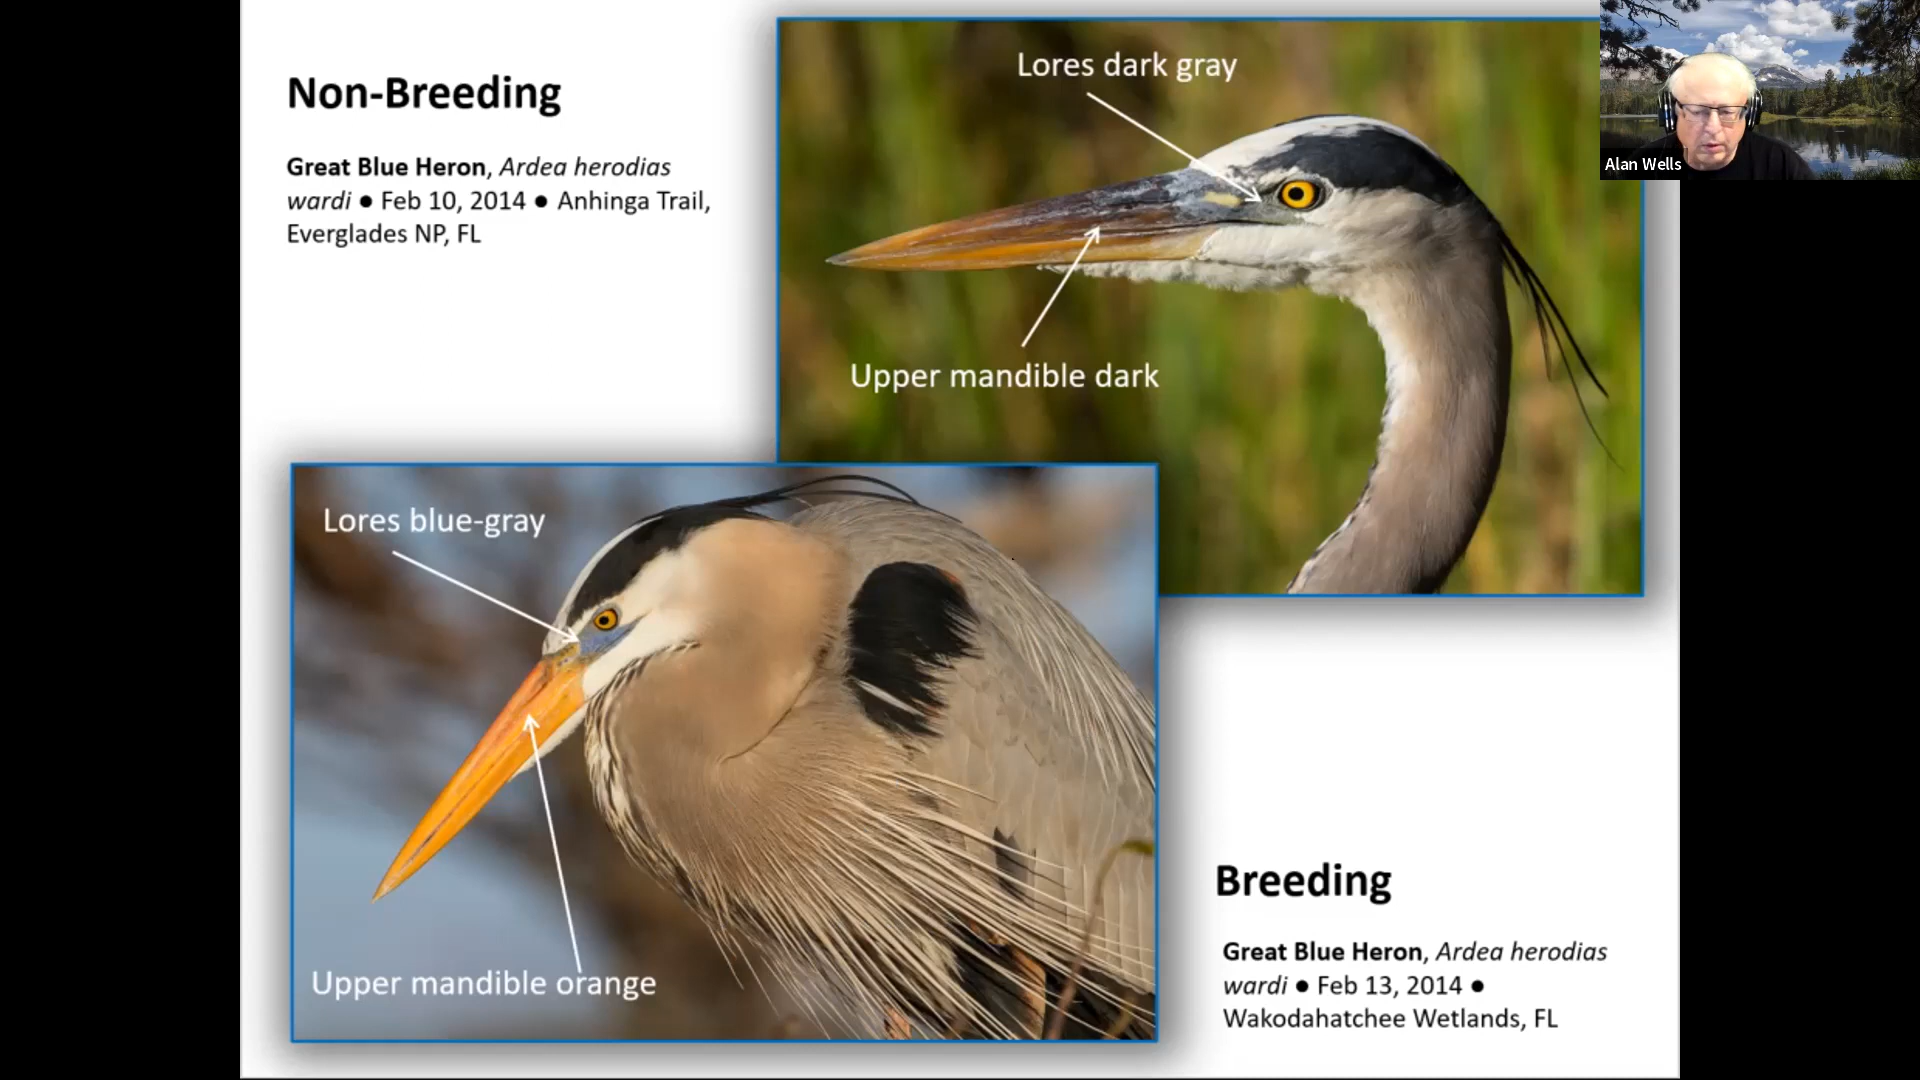 Non-Breeding
Great Blue Heron, Ardea herodias
wardi ● Feb 10, 2014 ● Anhinga Trail,
Everglades NP, FL
Lores dark gray
Upper mandible dark
Alan Wells
Lores blue-gray
Upper mandible orange
Breeding
Great Blue Heron, Ardea herodias
wardi ● Feb 13, 2014 ●
Wakodahatchee Wetlands, FL